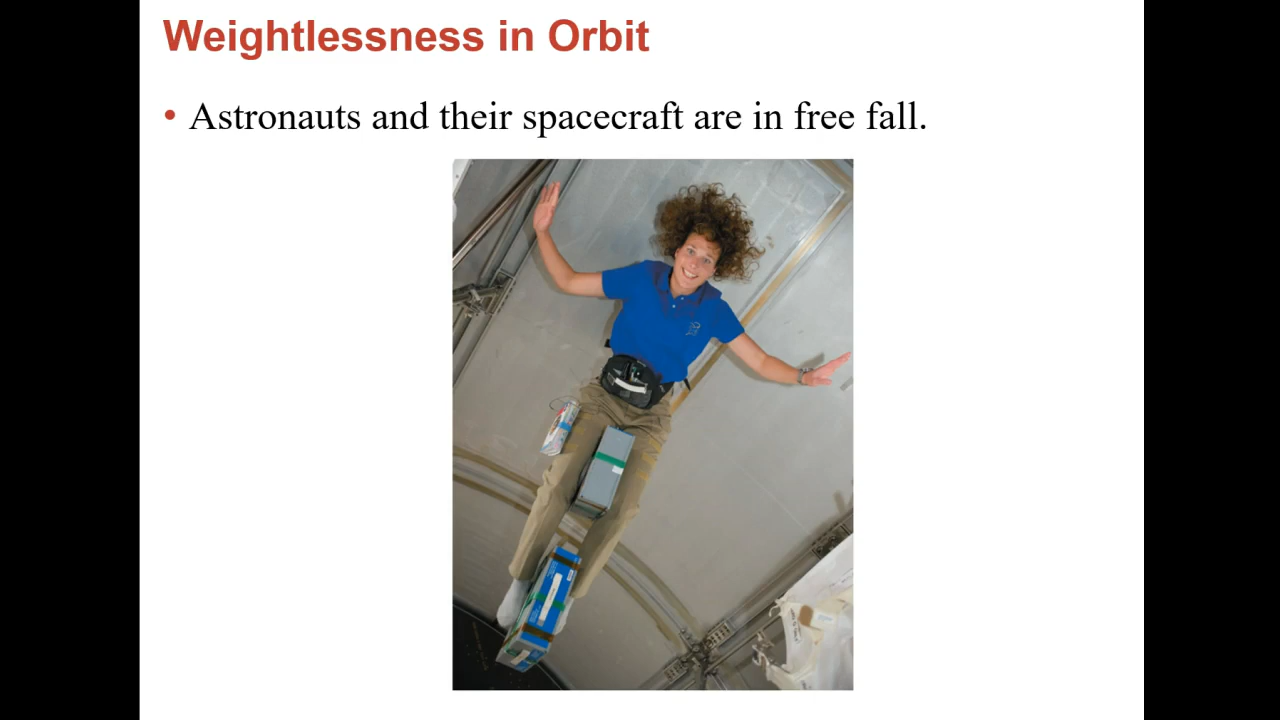 Weightlessness in Orbit
• Astronauts and their spacecraft are in free fall.